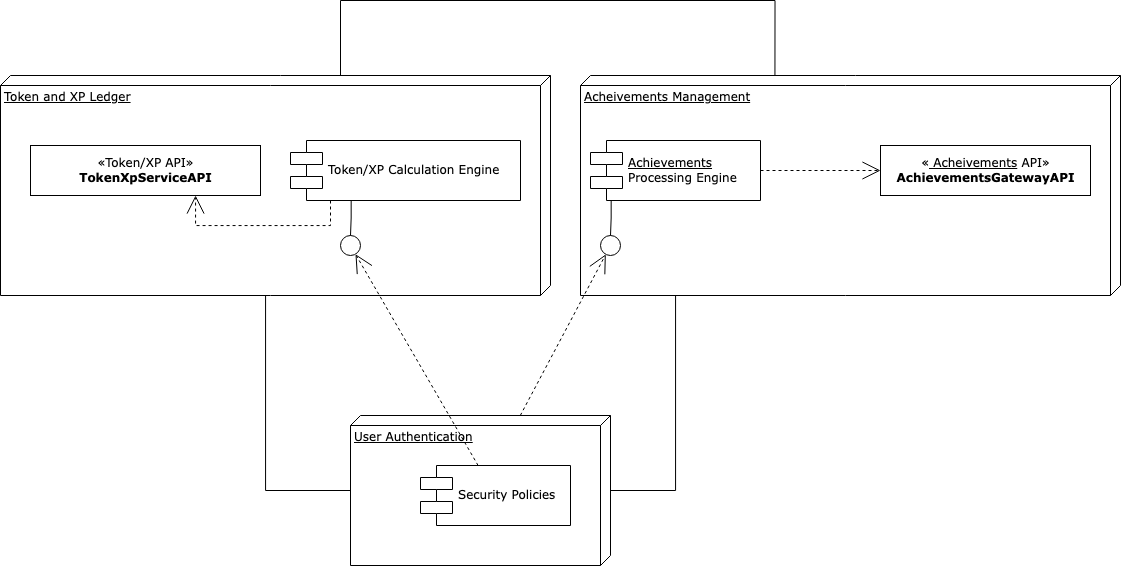 Token and XP Ledger
«Token/XP API»
TokenXpServiceAPI
Token/XP Calculation Engine
Acheivements Management
Achievements
Processing Engine
« Acheivements API»
AchievementsGatewayAPI
User Authentication
Security Policies